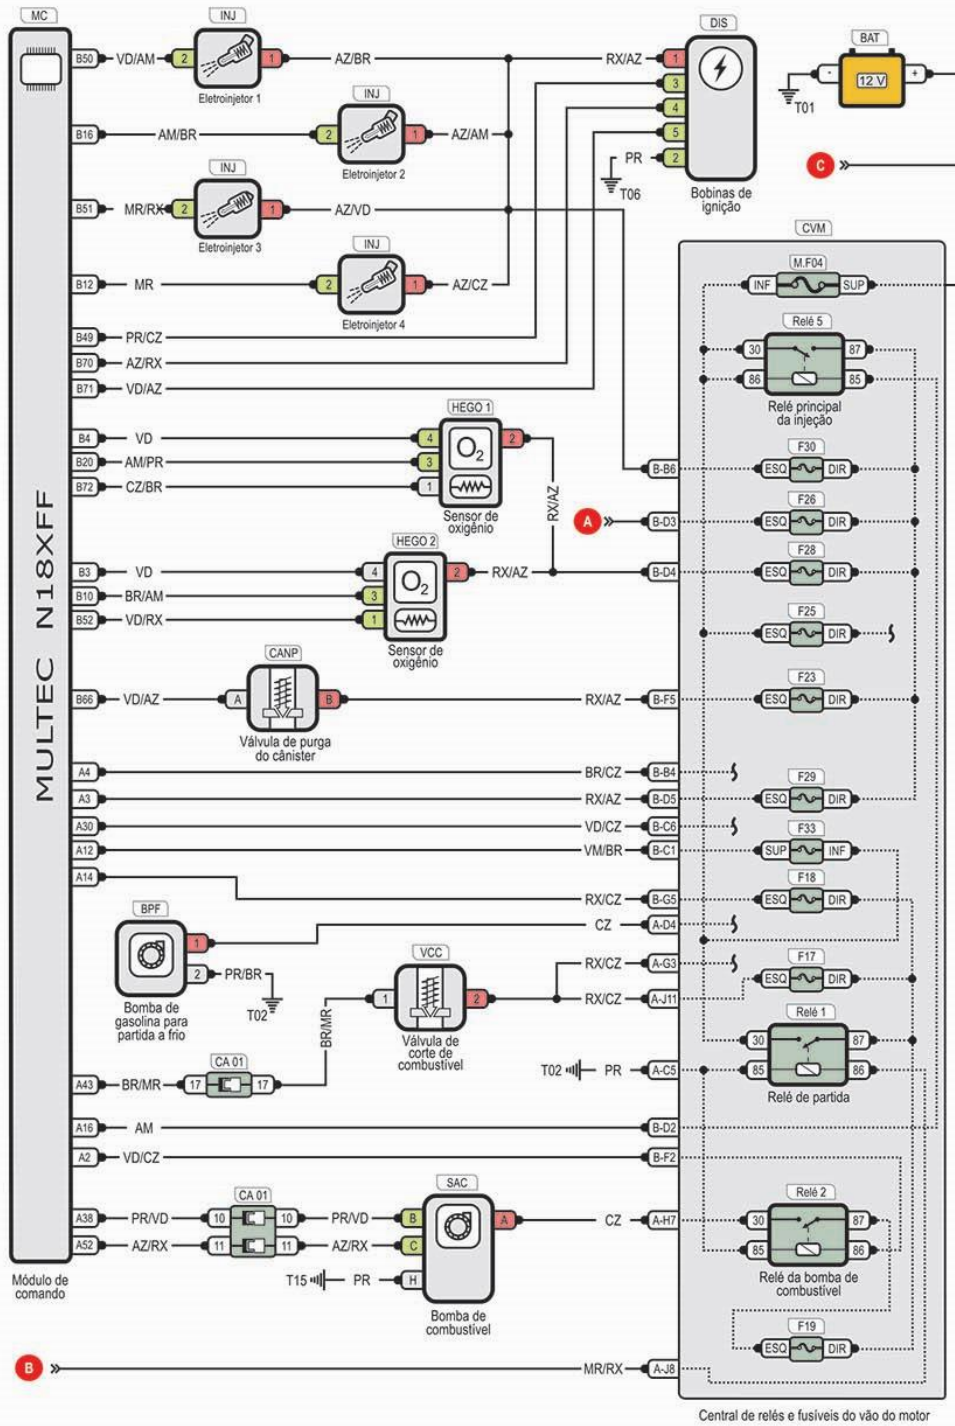 MC
INJ
DIS
BAT
B50
VD/AM
2
1
AZ/BR
RX/AZ
1
3
4
5
2
PR
T06
Bobinas de
ignição
-
12 V
+
T01
C
Eletroinjetor 1
INJ
B16
AM/BR
2
1
AZ/AM
Eletroinjetor 2
INJ
B51
MR/RX
2
1
AZ/VD
Eletroinjetor 3
INJ
B12
MR
2
1
AZ/CZ
Eletroinjetor 4
B49
PR/CZ
B70
AZ/RX
B71
VD/AZ
HEGO 1
B4
VD
4
2
B20
AM/PR
3
B72
CZ/BR
1
O2
Sensor de
oxigênio
RX/AZ
A
HEGO 2
B3
VD
4
2
RX/AZ
B10
BR/AM
3
B52
VD/RX
1
O2
Sensor de
oxigênio
CANP
B66
VD/AZ
A
B
RX/AZ
Válvula de purga
do cânister
A4
BR/CZ
A3
RX/AZ
A30
VD/CZ
A12
VM/BR
A14
RX/CZ
BPF
1
CZ
2
PR/BR
T02
Bomba de
gasolina para
partida a frio
VCC
1
2
RX/CZ
RX/CZ
BR/MR
Válvula de
corte de
combustível
CA 01
A43
BR/MR
17
17
T02
PR
A16
AM
A2
VD/CZ
CA 01
SAC
A38
PR/VD
10
10
PR/VD
B
A
CZ
A52
AZ/RX
11
11
AZ/RX
C
T15
PR
H
Bomba de
combustível
Módulo de
comando
MULTEC N18XFF
B
MR/RX
CVM
M.F04
INF
SUP
Relé 5
30
87
86
85
Relé principal
da injeção
F30
B-B6
ESQ
DIR
F26
B-D3
ESQ
DIR
F28
B-D4
ESQ
DIR
F25
ESQ
DIR
F23
B-F5
ESQ
DIR
B-B4
F29
B-D5
ESQ
DIR
B-C6
F33
B-C1
SUP
INF
F18
B-G5
ESQ
DIR
A-D4
F17
A-G3
ESQ
DIR
A-J11
Relé 1
30
87
A-C5
85
86
Relé de partida
B-D2
B-F2
Relé 2
A-H7
30
87
85
86
Relé da bomba de
combustível
F19
ESQ
DIR
A-J8
Central de relés e fusíveis do vão do motor